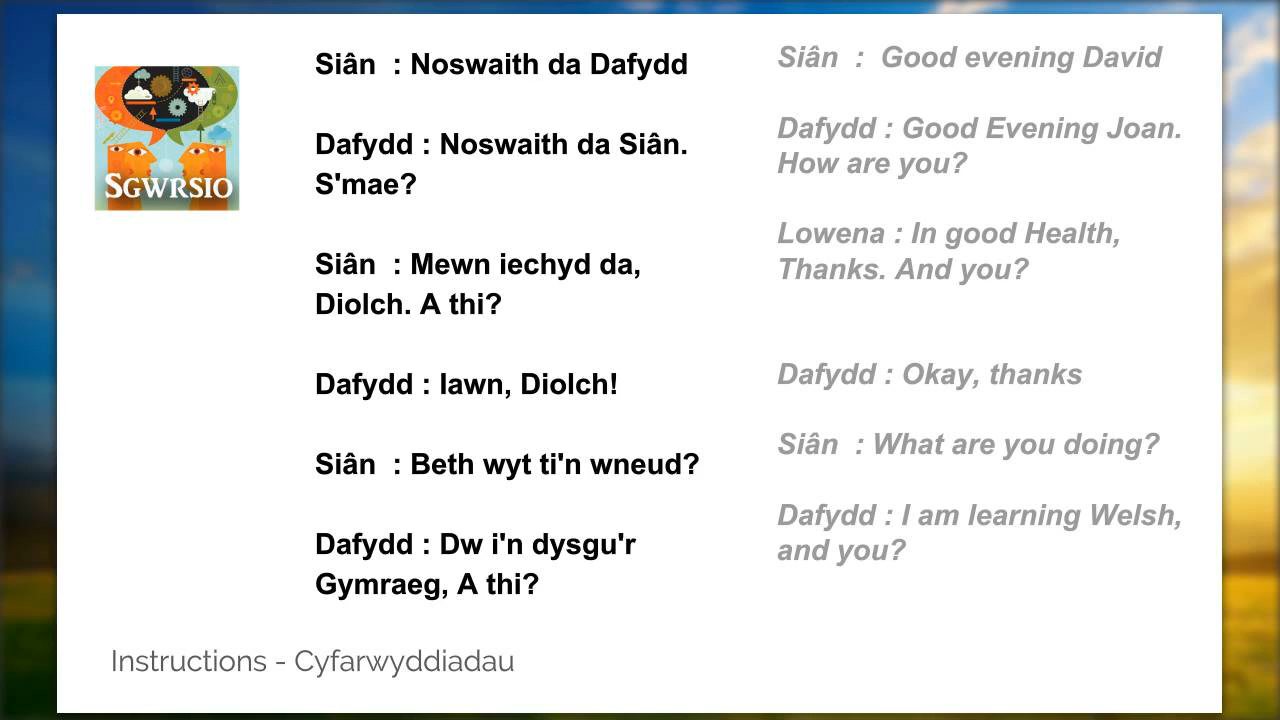 SGWRSIO
Siân : Noswaith da Dafydd
Dafydd : Noswaith da Siân.
S'mae?
Siân : Mewn iechyd da,
Diolch. A thi?
Dafydd : Iawn, Diolch!
Siân : Beth wyt ti'n wneud?
Dafydd : Dw i'n dysgu'r
Gymraeg, A thi?
Siân : Good evening David
Dafydd : Good Evening Joan.
How are you?
Lowena : In good Health,
Thanks. And you?
Dafydd : Okay, thanks
Siân : What are you doing?
Dafydd : I am learning Welsh,
and you?
Instructions - Cyfarwyddiadau